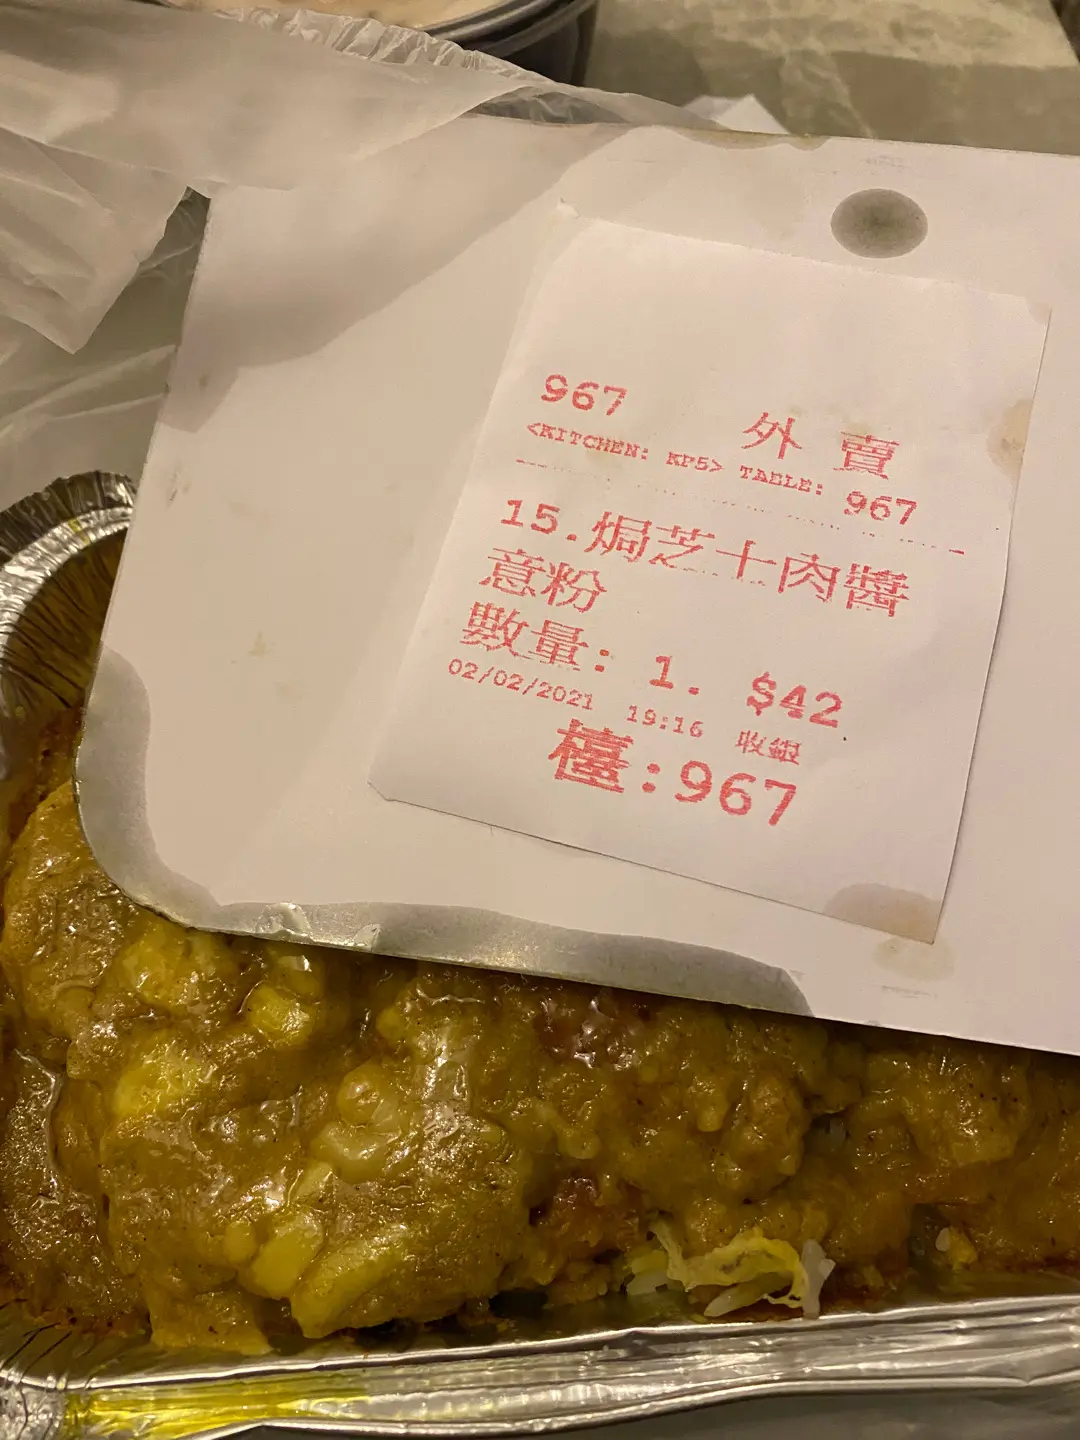 967 外賣
<KITCHEN: KP5> TABLE: 967
15.焗芝士肉醬
意粉
數量: 1. $42
02/02/2021 19:16 收銀
檯:967